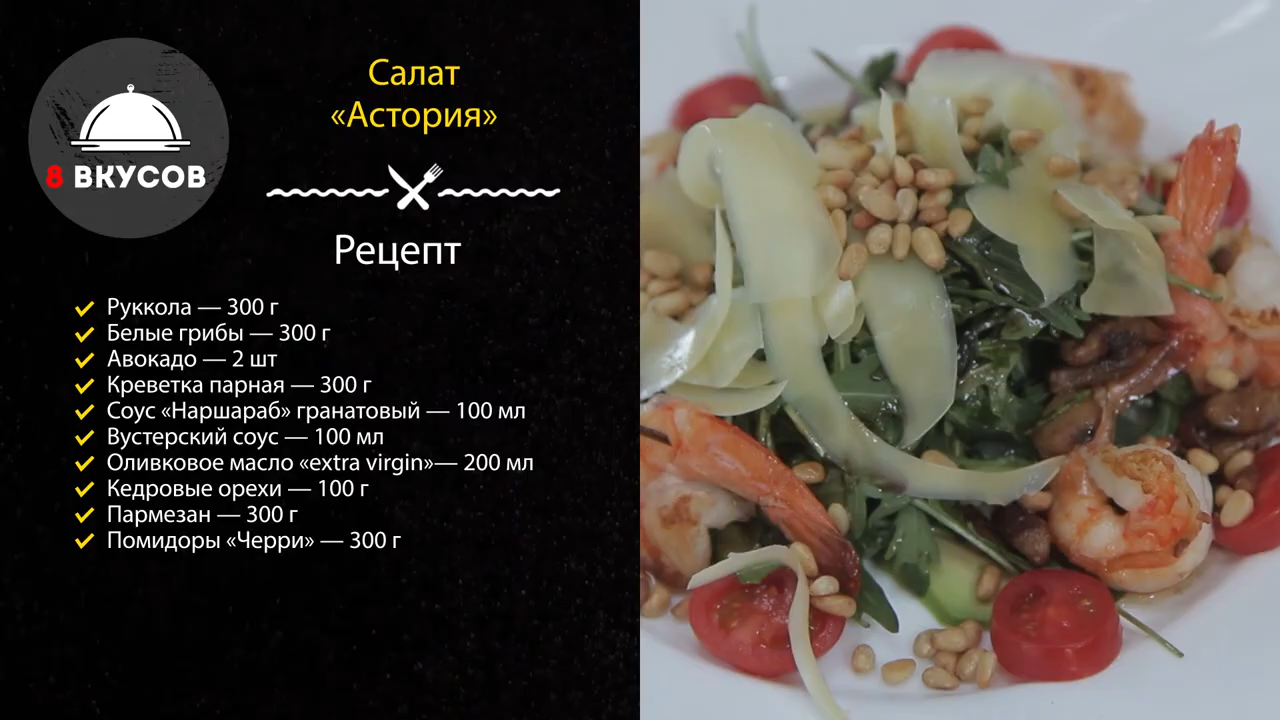 8 ВКУСОВ
Салат
«Астория»
Рецепт
Руккола — 300 г
Белые грибы — 300 г
Авокадо — 2 шт
Креветка парная — 300 г
Соус «Наршараб» гранатовый — 100 мл
Вустерский соус — 100 мл
Оливковое масло «extra virgin»— 200 мл
Кедровые орехи — 100 г
Пармезан — 300 г
Помидоры «Черри» — 300 г